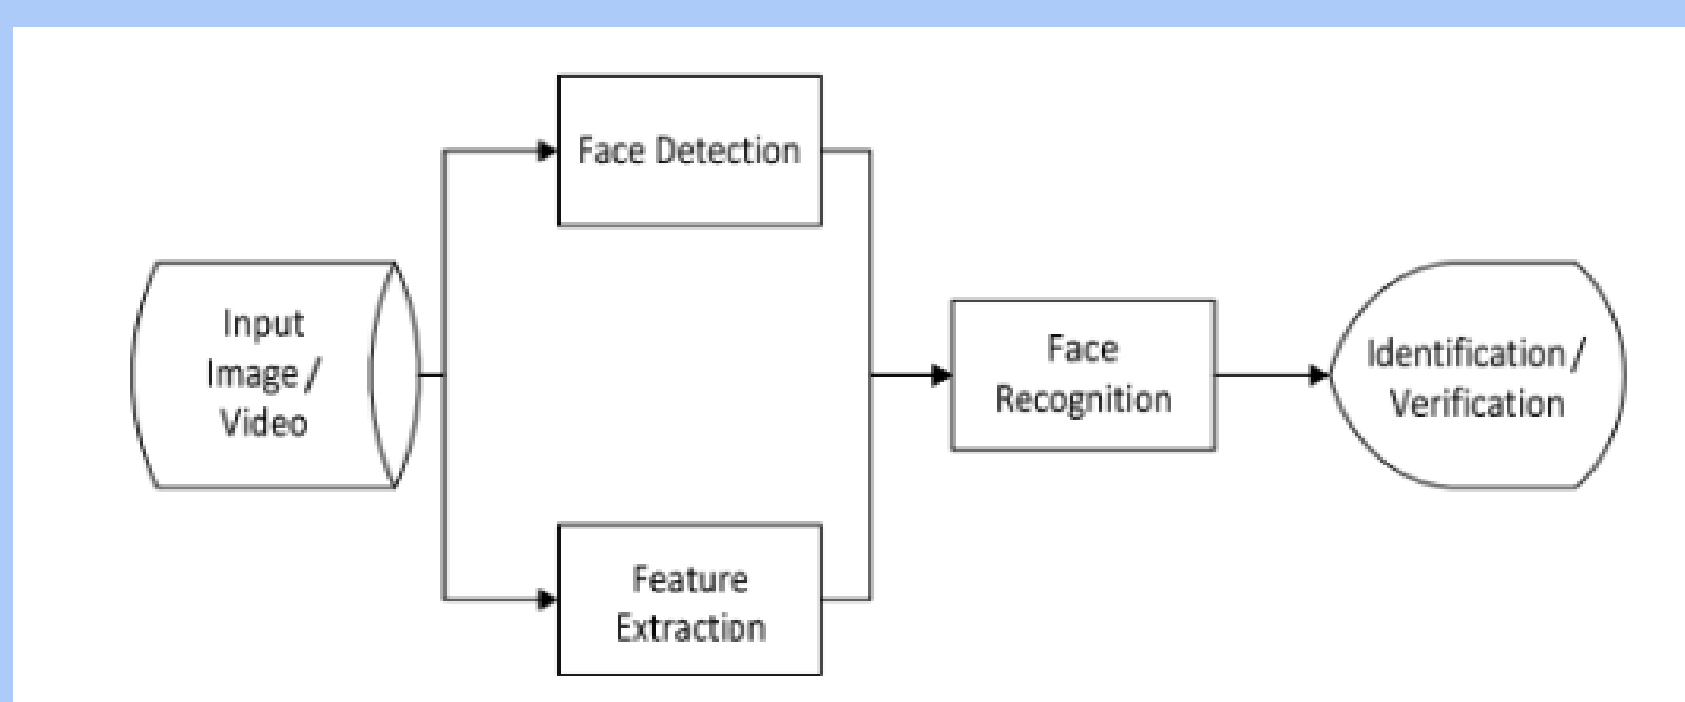 Face Detection
Input
Image/
Video
Face
Recognition
Identification/
Verification
Feature
Extraction